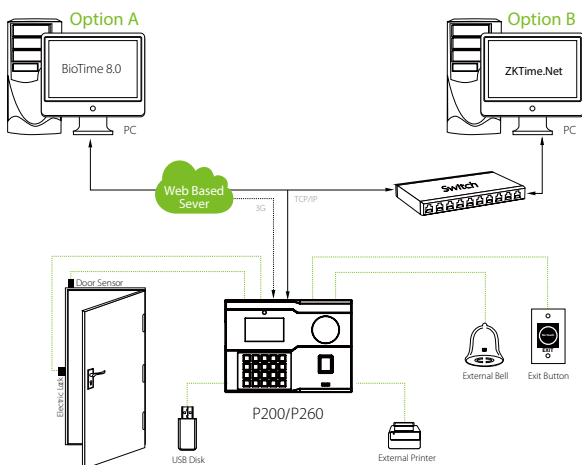 Option A
Option B
BioTime 8.0
ZKTime.Net
PC
PC
Web Based
Sever
3G
TCP/IP
Switch
Door Sensor
Electric Lock
P200/P260
USB Disk
External Printer
External Bell
EXIT
Exit Button